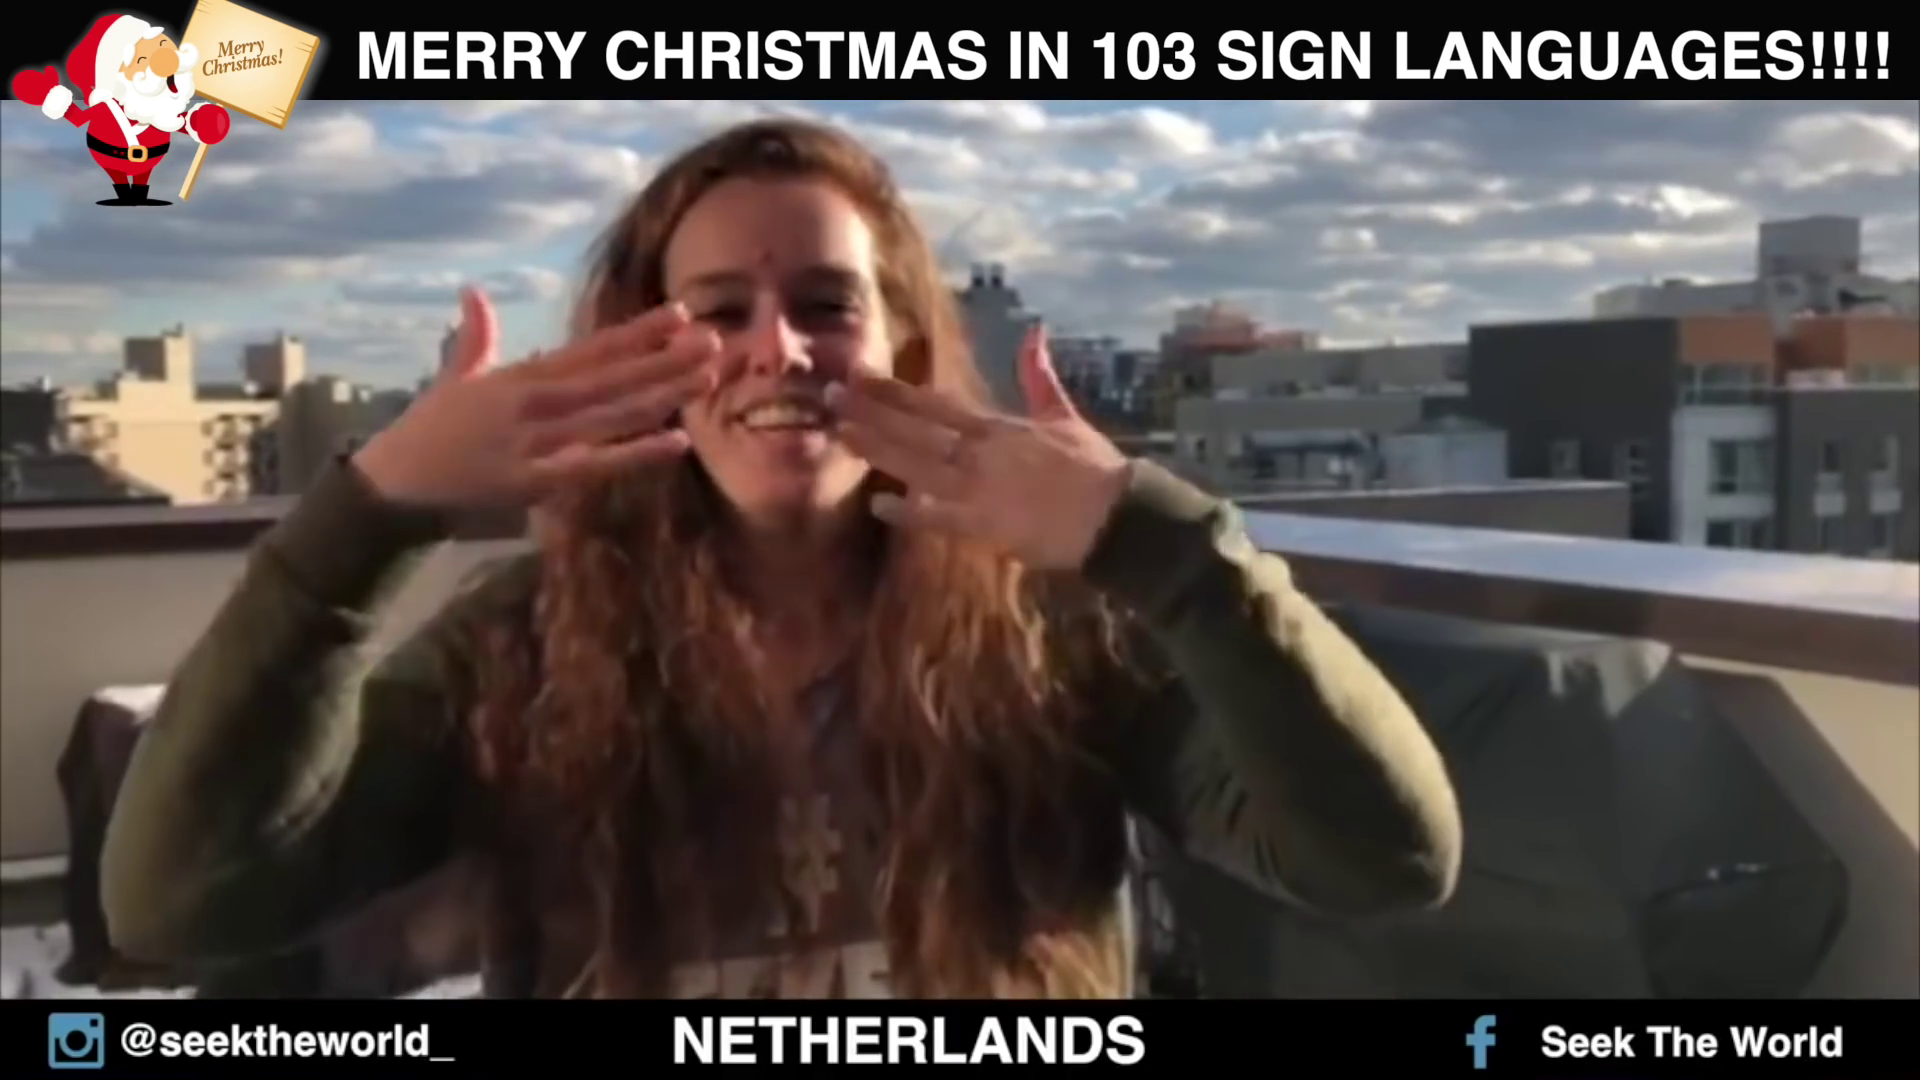 Merry
Christmas!
MERRY CHRISTMAS IN 103 SIGN LANGUAGES!!!!
#
@seektheworld_
NETHERLANDS
Seek The World